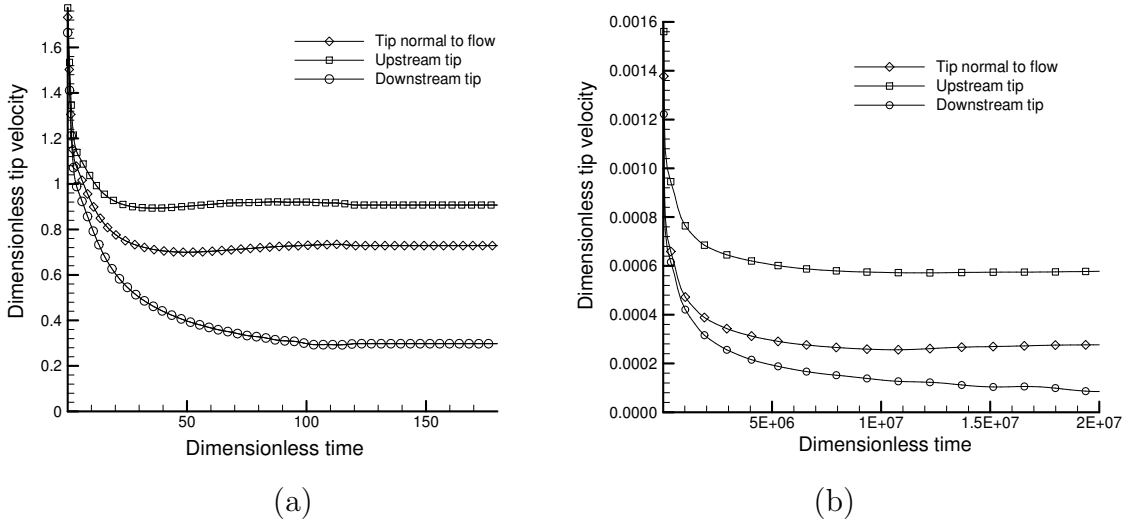 Dimensionless tip velocity
1.6
1.4
1.2
1
0.8
0.6
0.4
0.2
0
50
100
150
Dimensionless time
Tip normal to flow
Upstream tip
Downstream tip
(a)
Dimensionless tip velocity
0.0016
0.0014
0.0012
0.0010
0.0008
0.0006
0.0004
0.0002
0.0000
5E+06
1E+07
1.5E+07
2E+07
Dimensionless time
Tip normal to flow
Upstream tip
Downstream tip
(b)